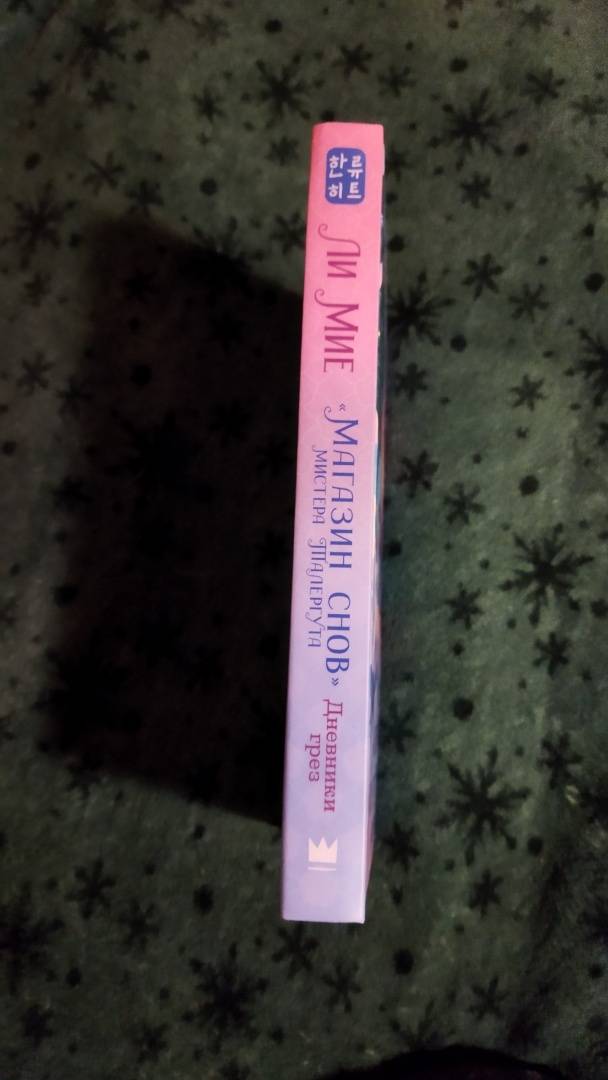 한류
히트
Ли Мие
«Магазин снов»
мистера Талергута
Дневники
грез